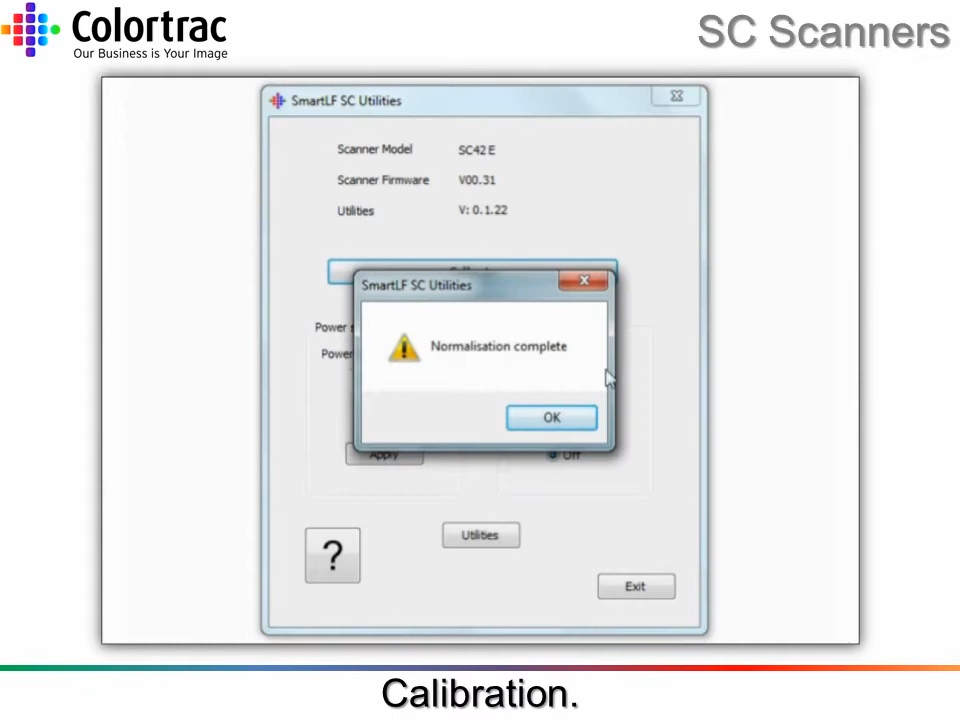 Colortrac
Our Business is Your Image
SC Scanners
SmartLF SC Utilities
Scanner Model SC42 E
Scanner Firmware V00.31
Utilities V: 0.1.22
SmartLF SC Utilities
Power
Power
Normalisation complete
OK
Apply
Off
?
Utilities
Exit
Calibration.